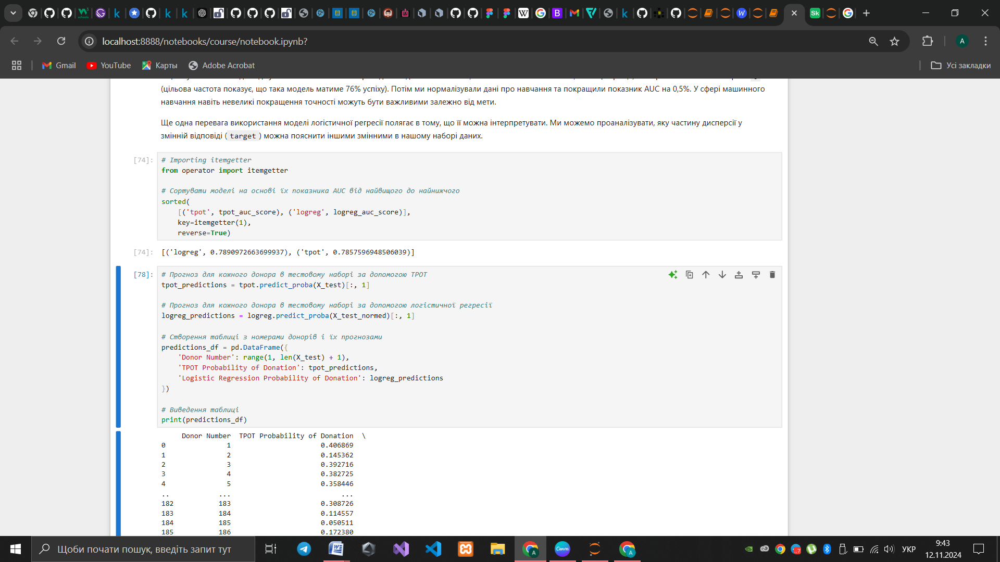 localhost:8888/notebooks/course/notebook.ipynb?
A
Gmail YouTube Карты Adobe Acrobat Усі закладки
(цільова частота показує, що така модель матиме 76% успіху). Потім ми нормалізували дані про навчання та покращили показник AUC на 0,5%. У сфері машинного
навчання навіть невеликі покращення точності можуть бути важливими залежно від мети.
Ще одна перевага використання моделі логістичної регресії полягає в тому, що її можна інтерпретувати. Ми можемо проаналізувати, яку частину дисперсії у
змінній відповіді ( target ) можна пояснити іншими змінними в нашому наборі даних.
[74]: # Importing itemgetter
from operator import itemgetter
# Сортувати моделі на основі їх показника AUC від найвищого до найнижчого
sorted(
[('tpot', tpot_auc_score), ('logreg', logreg_auc_score)],
key=itemgetter(1),
reverse=True)
[74]: [('logreg', 0.7890972663699937), ('tpot', 0.7857596948506039)]
[78]: # Прогноз для кожного донора в тестовому наборі за допомогою TPOT
tpot_predictions = tpot.predict_proba(X_test)[:, 1]
# Прогноз для кожного донора в тестовому наборі за допомогою логістичної регресії
logreg_predictions = logreg.predict_proba(X_test_normed)[:, 1]
# Створення таблиці з номерами донорів і їх прогнозами
predictions_df = pd.DataFrame({
'Donor Number': range(1, len(X_test) + 1),
'TPOT Probability of Donation': tpot_predictions,
'Logistic Regression Probability of Donation': logreg_predictions
})
# Виведення таблиці
print(predictions_df)
Donor Number TPOT Probability of Donation \
0 1 0.406869
1 2 0.145362
2 3 0.392716
3 4 0.382725
4 5 0.358446
.. ... ...
182 183 0.308726
183 184 0.114557
184 185 0.050511
185 186 0.172380
Щоби почати пошук, введіть запит тут
УКР
9:43
12.11.2024